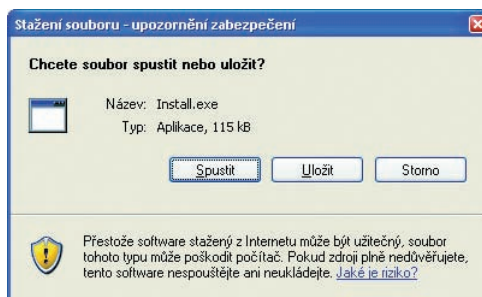 Stažení souboru - upozornění zabezpečení
Chcete soubor spustit nebo uložit?
Název: Install.exe
Typ: Aplikace, 115 kB
Spustit Uložit Storno
Přestože software stažený z Internetu může být užitečný, soubor
tohoto typu může poškodit počítač. Pokud zdroji plně nedůvěřujete,
tento software nespouštějte ani neukládejte. Jaké je riziko?